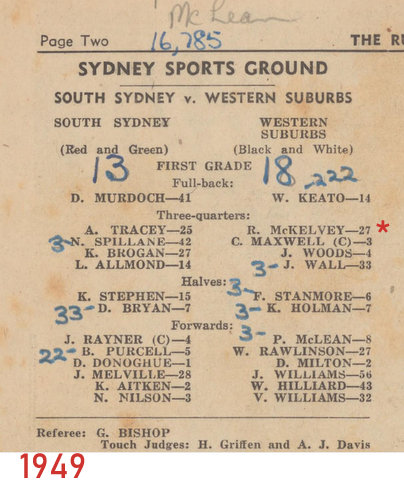 McLean
Page Two 16,785 THE RU
SYDNEY SPORTS GROUND
SOUTH SYDNEY v. WESTERN SUBURBS
SOUTH SYDNEY WESTERN SUBURBS
(Red and Green) (Black and White)
13 FIRST GRADE 18
Full-back: 222
D. MURDOCH—41 W. KEATO—14
Three-quarters:
A. TRACEY—25 R. McKELVEY—27 *
3- N. SPILLANE—42 C. MAXWELL (C)—3
K. BROGAN—27 J. WOODS—4
L. ALLMOND—14 3- J. WALL—33
Halves:
K. STEPHEN—15 3- F. STANMORE—6
33- D. BRYAN—7 3- K. HOLMAN—7
Forwards:
J. RAYNER (C)—4 3- P. McLEAN—8
22- B. PURCELL—5 W. RAWLINSON—27
D. DONOGHUE—1 D. MILTON—2
J. MELVILLE—28 J. WILLIAMS—56
K. AITKEN—2 W. HILLIARD—43
N. NILSON—3 V. WILLIAMS—32
Referee: G. BISHOP
Touch Judges: H. Griffen and A. J. Davis
1949